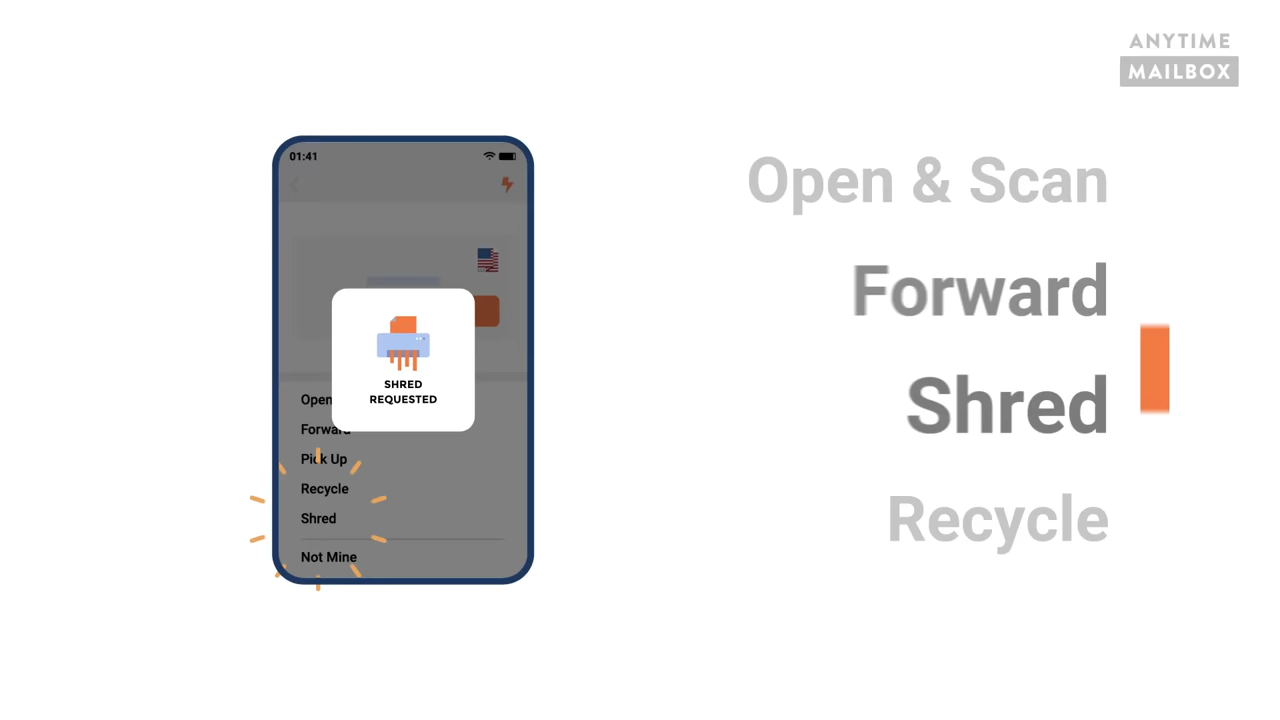 ANYTIME
MAILBOX
01:41
SHRED
REQUESTED
Open
Forward
Pick Up
Recycle
Shred
Not Mine
Open & Scan
Forward
Shred
Recycle